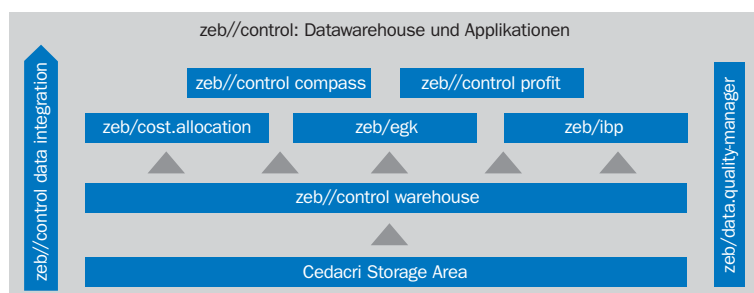 zeb//control: Datawarehouse und Applikationen
zeb//control data integration
zeb//control compass
zeb//control profit
zeb/cost.allocation
zeb/egk
zeb/ibp
zeb//control warehouse
Cedacri Storage Area
zeb/data.quality-manager